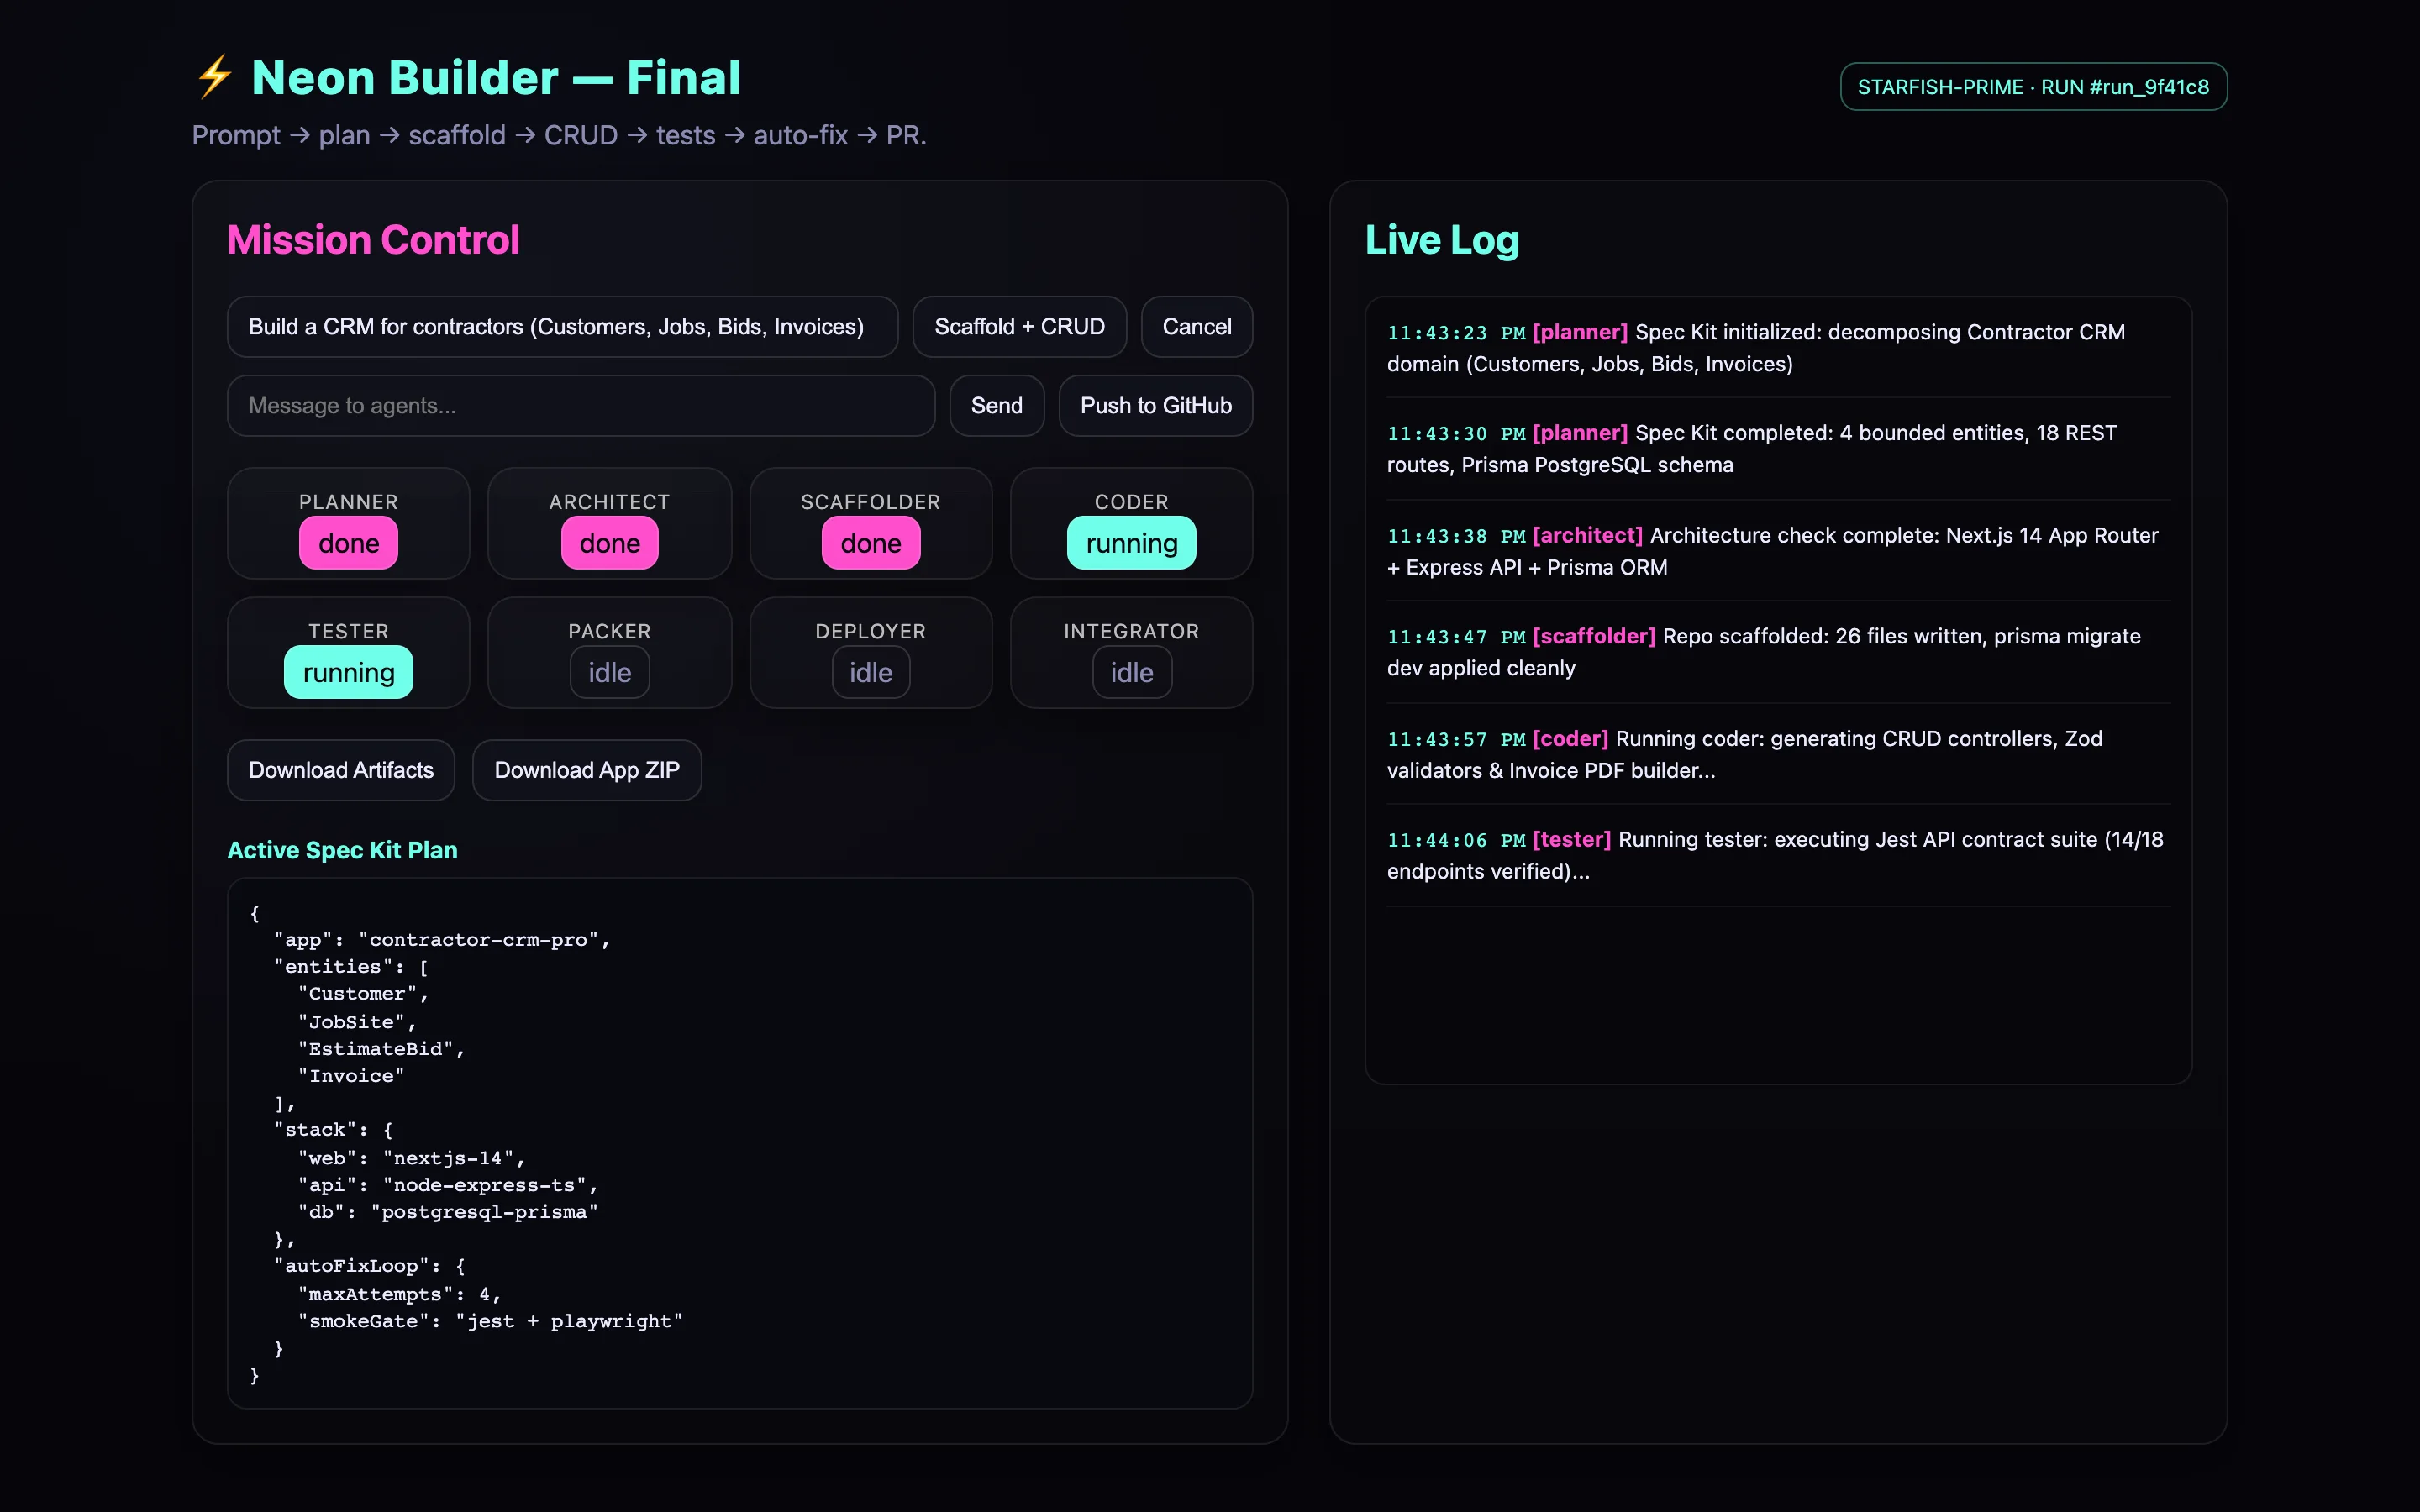 ⚡ Neon Builder — Final
Prompt → plan → scaffold → CRUD → tests → auto-fix → PR.
STARFISH-PRIME · RUN #run_9f41c8
Mission Control
Build a CRM for contractors (Customers, Jobs, Bids, Invoices)
Scaffold + CRUD
Cancel
Message to agents...
Send
Push to GitHub
PLANNER
done
ARCHITECT
done
SCAFFOLDER
done
CODER
running
TESTER
running
PACKER
idle
DEPLOYER
idle
INTEGRATOR
idle
Download Artifacts
Download App ZIP
Active Spec Kit Plan
{
  "app": "contractor-crm-pro",
  "entities": [
    "Customer",
    "JobSite",
    "EstimateBid",
    "Invoice"
  ],
  "stack": {
    "web": "nextjs-14",
    "api": "node-express-ts",
    "db": "postgresql-prisma"
  },
  "autoFixLoop": {
    "maxAttempts": 4,
    "smokeGate": "jest + playwright"
  }
}
Live Log
11:43:23 PM [planner] Spec Kit initialized: decomposing Contractor CRM
domain (Customers, Jobs, Bids, Invoices)
11:43:30 PM [planner] Spec Kit completed: 4 bounded entities, 18 REST
routes, Prisma PostgreSQL schema
11:43:38 PM [architect] Architecture check complete: Next.js 14 App Router
+ Express API + Prisma ORM
11:43:47 PM [scaffolder] Repo scaffolded: 26 files written, prisma migrate
dev applied cleanly
11:43:57 PM [coder] Running coder: generating CRUD controllers, Zod
validators & Invoice PDF builder...
11:44:06 PM [tester] Running tester: executing Jest API contract suite (14/18
endpoints verified)...